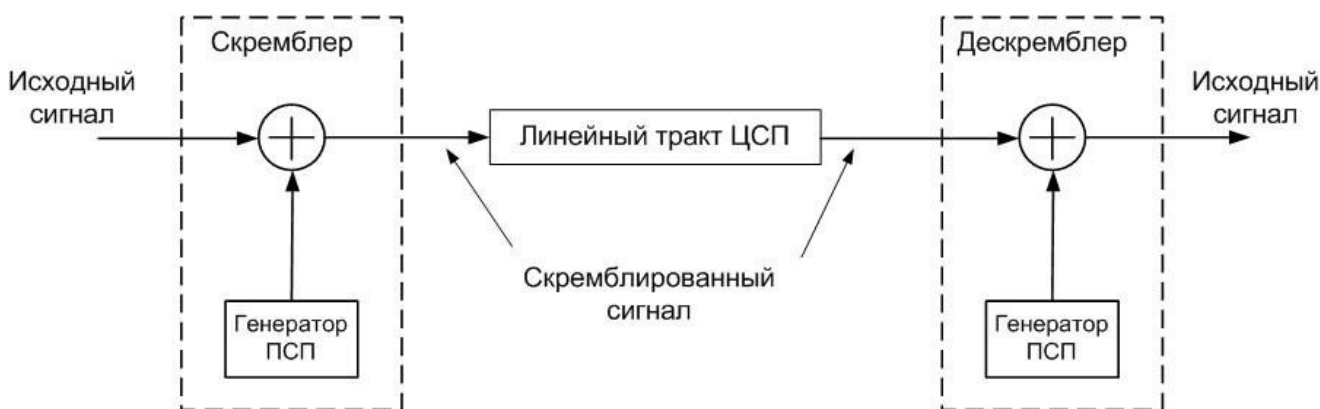 Скремблер
Дескремблер
Исходный
сигнал
Исходный
сигнал
Линейный тракт ЦСП
Скремблированный
сигнал
Генератор
ПСП
Генератор
ПСП